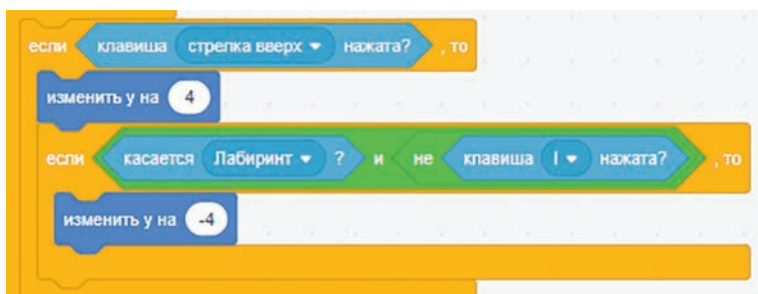 если клавиша стрелка вверх нажата? , то
изменить y на 4
если касается Лабиринт ? и не клавиша l нажата? , то
изменить y на -4